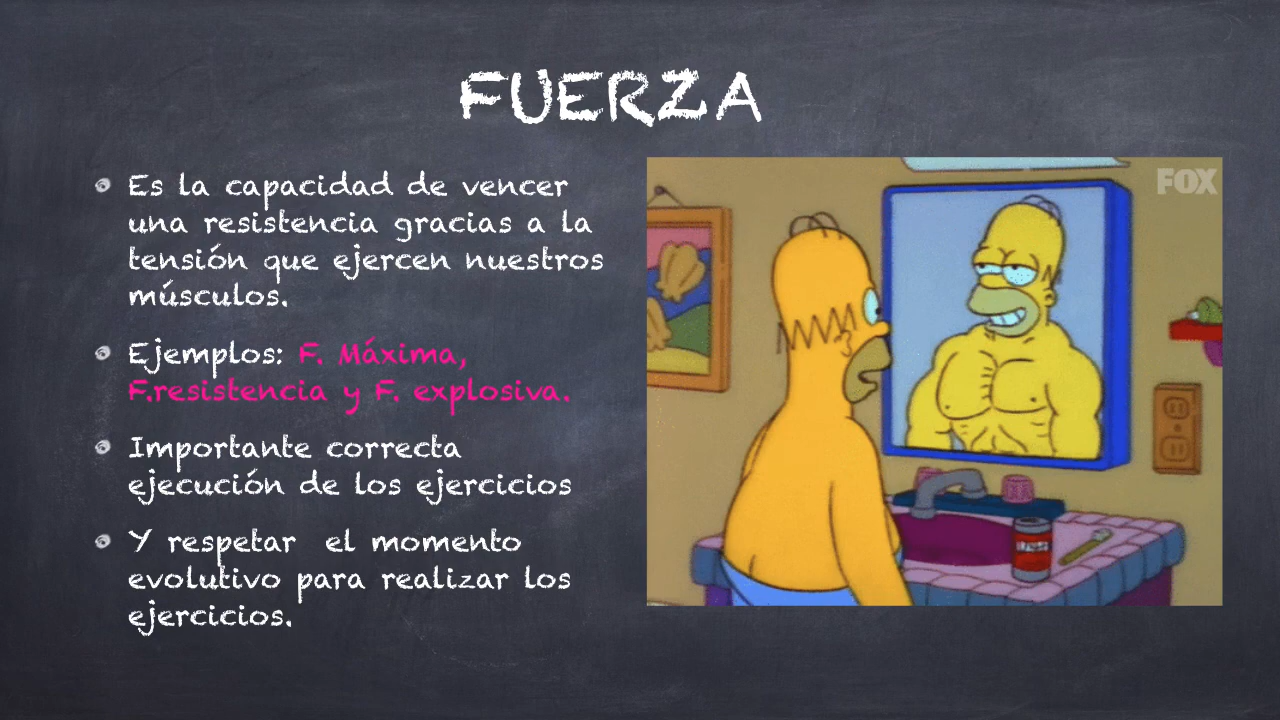 FUERZA
Es la capacidad de vencer
una resistencia gracias a la
tensión que ejercen nuestros
músculos.
Ejemplos: F. Máxima,
F.resistencia y F. explosiva.
Importante correcta
ejecución de los ejercicios
Y respetar  el momento
evolutivo para realizar los
ejercicios.
FOX